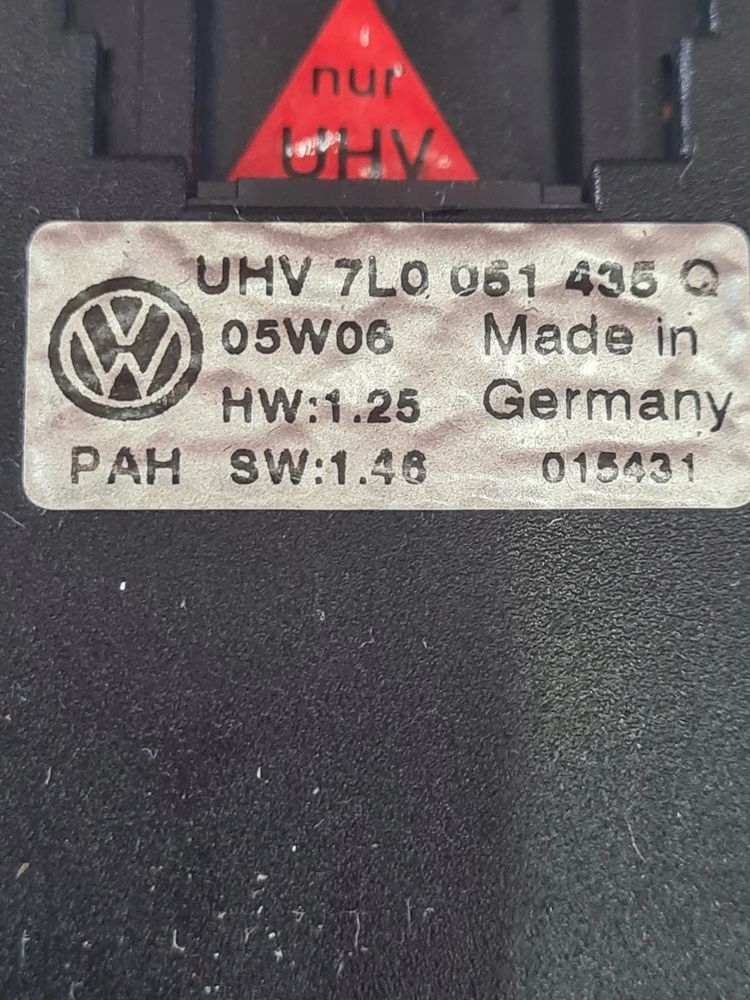 nur
UHV
UHV 7L0 051 435 Q
05W06 Made in
HW:1.25 Germany
PAH SW:1.46 015431